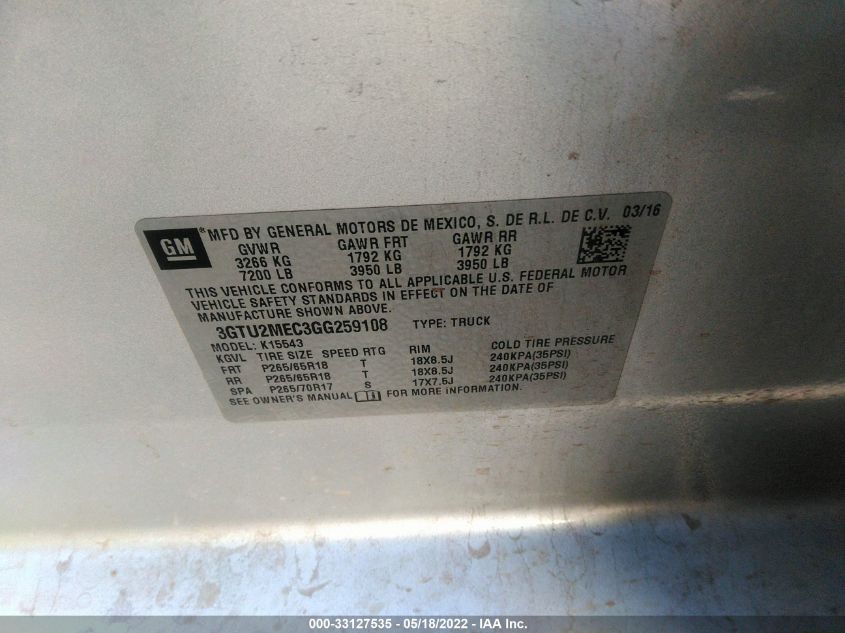 GM
® MFD BY GENERAL MOTORS DE MEXICO, S. DE R.L. DE C.V. 03/16
GVWR GAWR FRT GAWR RR
3266 KG 1792 KG 1792 KG
7200 LB 3950 LB 3950 LB
THIS VEHICLE CONFORMS TO ALL APPLICABLE U.S. FEDERAL MOTOR
VEHICLE SAFETY STANDARDS IN EFFECT ON THE DATE OF
MANUFACTURE SHOWN ABOVE.
3GTU2MEC3GG259108 TYPE: TRUCK
MODEL: K15543
KGVL TIRE SIZE SPEED RTG RIM COLD TIRE PRESSURE
FRT P265/65R18 T 18X8.5J 240KPA(35PSI)
RR P265/65R18 T 18X8.5J 240KPA(35PSI)
SPA P265/70R17 S 17X7.5J 240KPA(35PSI)
SEE OWNER'S MANUAL FOR MORE INFORMATION.
000-33127535 - 05/18/2022 - IAA Inc.